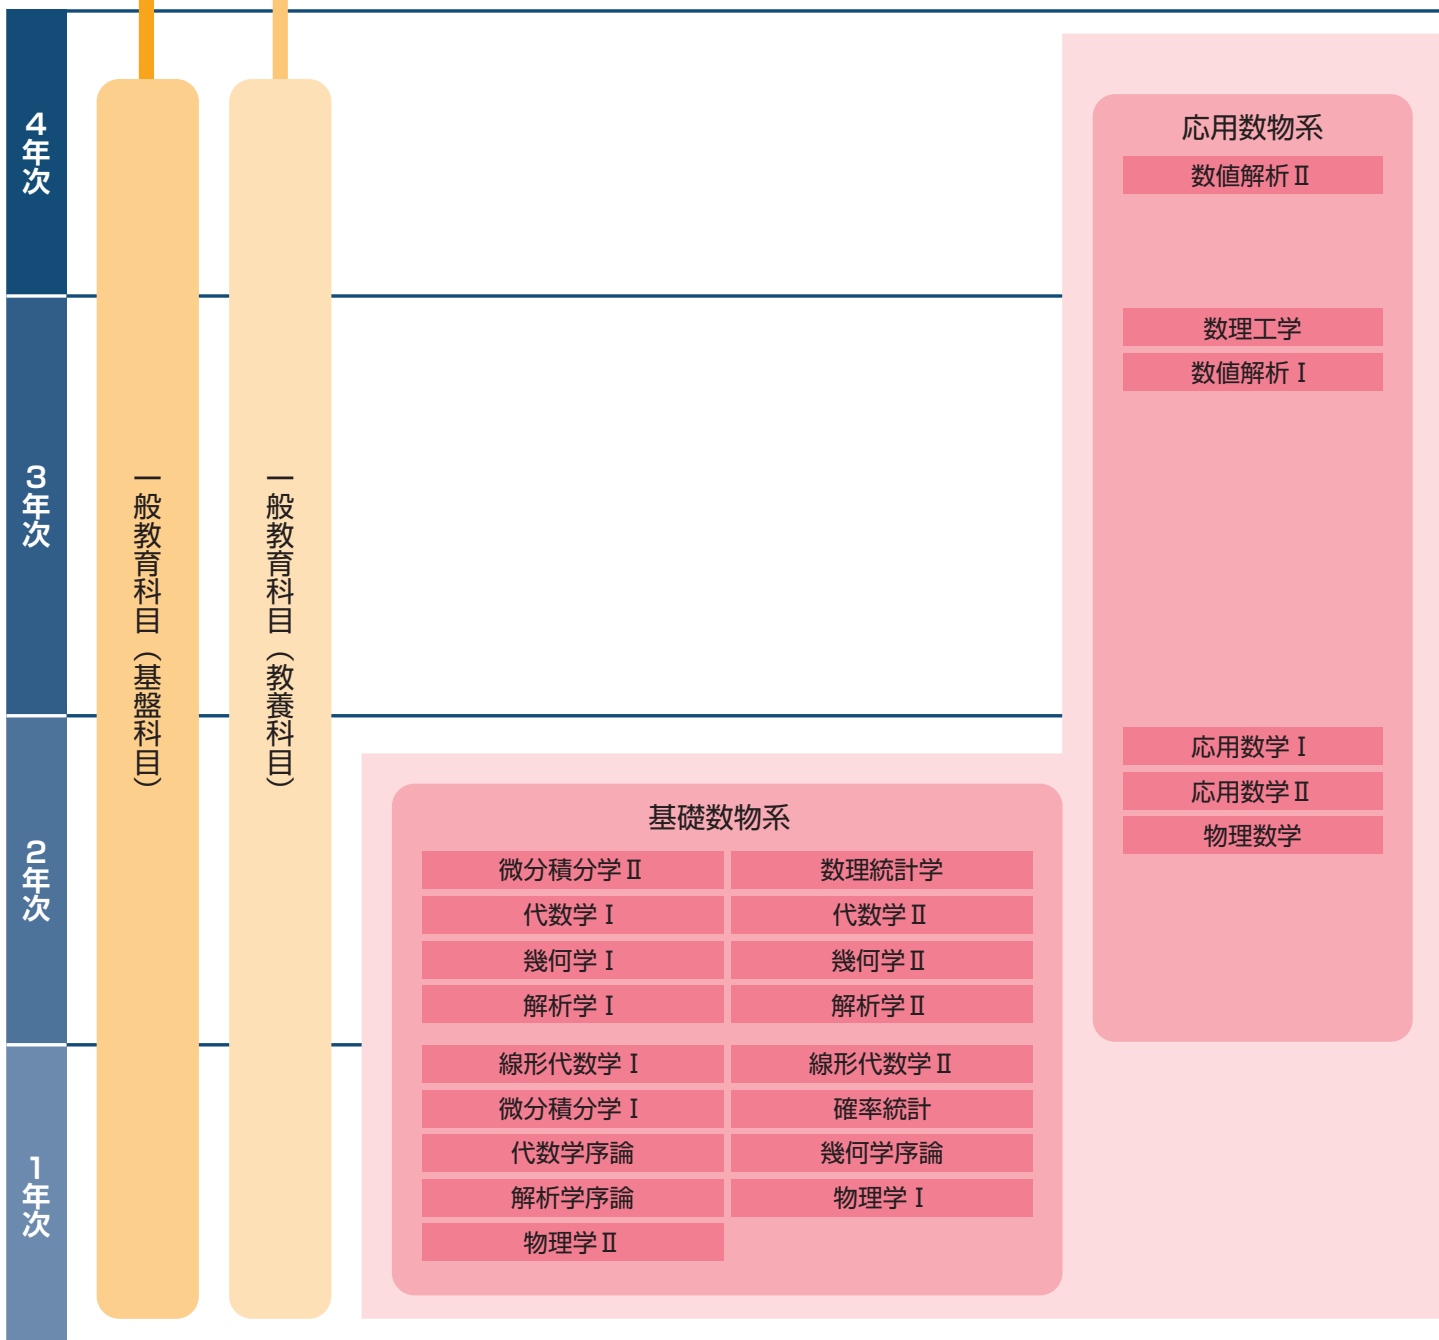 4年次
3年次
2年次
1年次
一般教育科目（基盤科目）
一般教育科目（教養科目）
応用数物系
数値解析Ⅱ
数理工学
数値解析Ⅰ
応用数学Ⅰ
応用数学Ⅱ
物理数学
基礎数物系
微分積分学Ⅱ
数理統計学
代数学Ⅰ
代数学Ⅱ
幾何学Ⅰ
幾何学Ⅱ
解析学Ⅰ
解析学Ⅱ
線形代数学Ⅰ
線形代数学Ⅱ
微分積分学Ⅰ
確率統計
代数学序論
幾何学序論
解析学序論
物理学Ⅰ
物理学Ⅱ